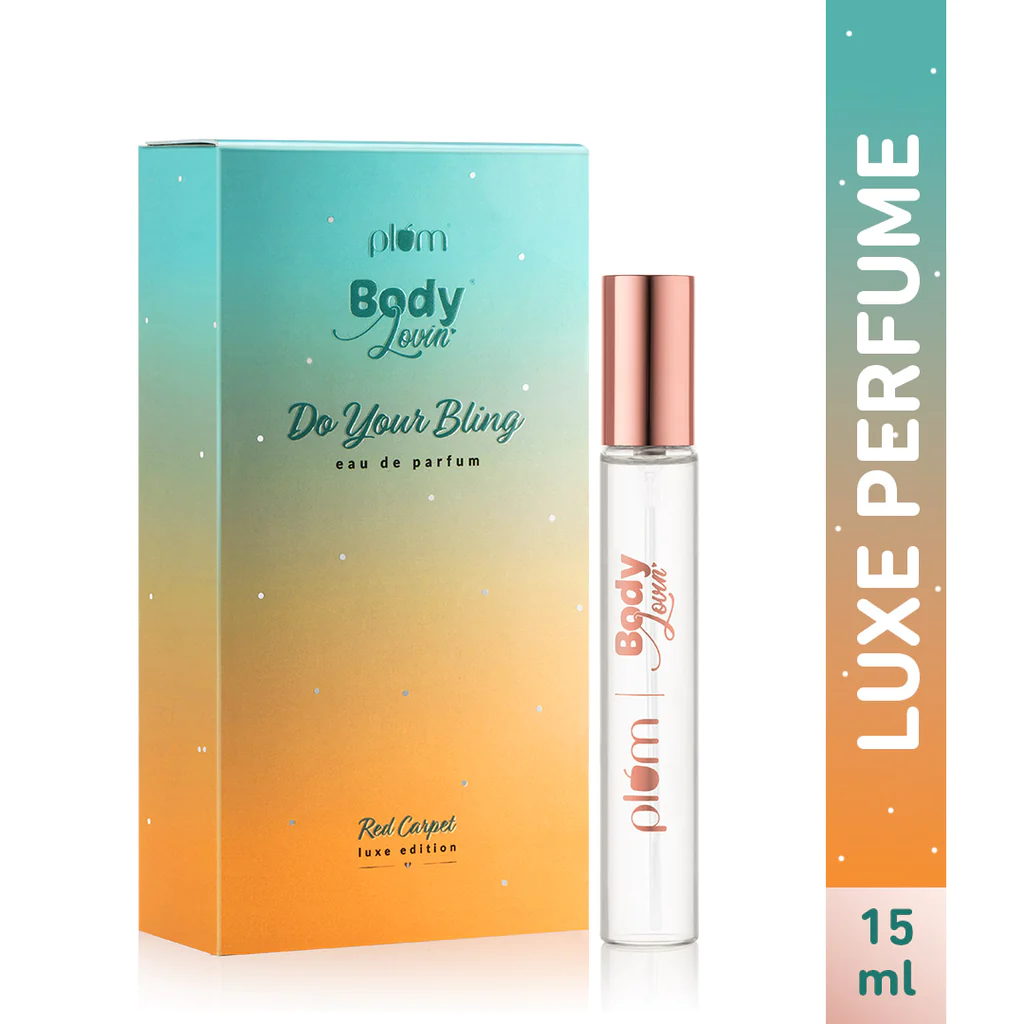 plum
Body
Lovin'
Do Your Bling
eau de parfum
Red Carpet
luxe edition
plum | Body
Lovin'
LUXE PERFUME
15
ml